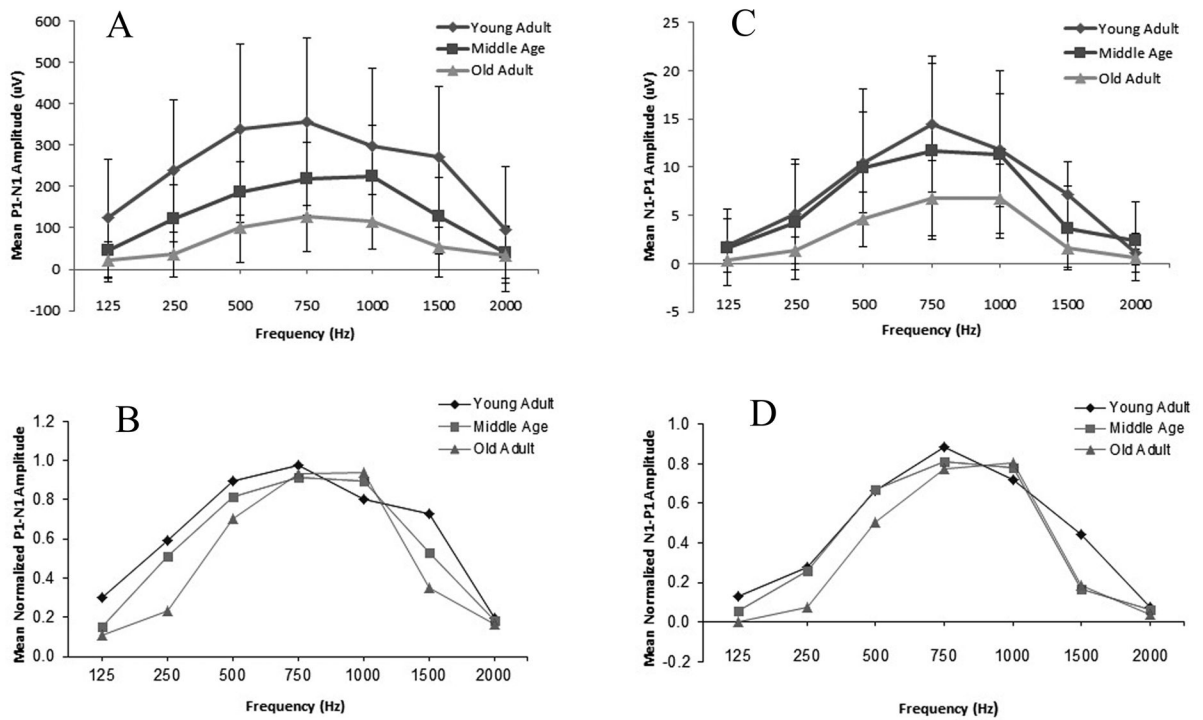 A
Young Adult
Middle Age
Old Adult
Mean P1-N1 Amplitude (uV)
600
500
400
300
200
100
0
-100
125 250 500 750 1000 1500 2000
Frequency (Hz)
C
Young Adult
Middle Age
Old Adult
Mean N1-P1 Amplitude (uV)
25
20
15
10
5
0
-5
125 250 500 750 1000 1500 2000
Frequency (Hz)
B
Young Adult
Middle Age
Old Adult
Mean Normalized P1-N1 Amplitude
1.2
1.0
0.8
0.6
0.4
0.2
0.0
125 250 500 750 1000 1500 2000
Frequency (Hz)
D
Young Adult
Middle Age
Old Adult
Mean Normalized N1-P1 Amplitude
1.0
0.8
0.6
0.4
0.2
0.0
-0.2
125 250 500 750 1000 1500 2000
Frequency (Hz)